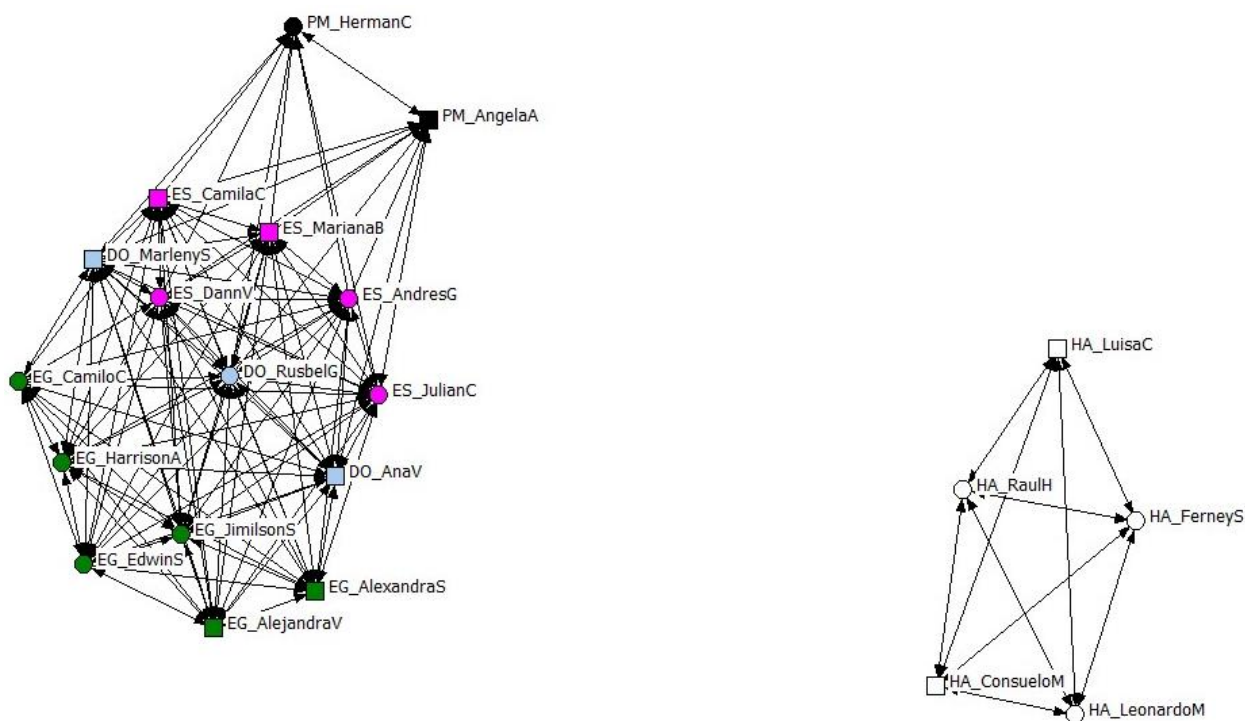 PM_HermanC
PM_AngelaA
ES_CamilaC
ES_MarianaB
DO_MarlenyS
ES_DannV
ES_AndresG
HA_LuisaC
EG_CamiloC
DO_RusbelG
ES_JulianC
EG_HarrisonA
DO_AnaV
HA_RaulH
HA_FerneyS
EG_JimilsonS
EG_EdwinS
EG_AlexandraS
EG_AlejandraV
HA_ConsueloM
HA_LeonardoM